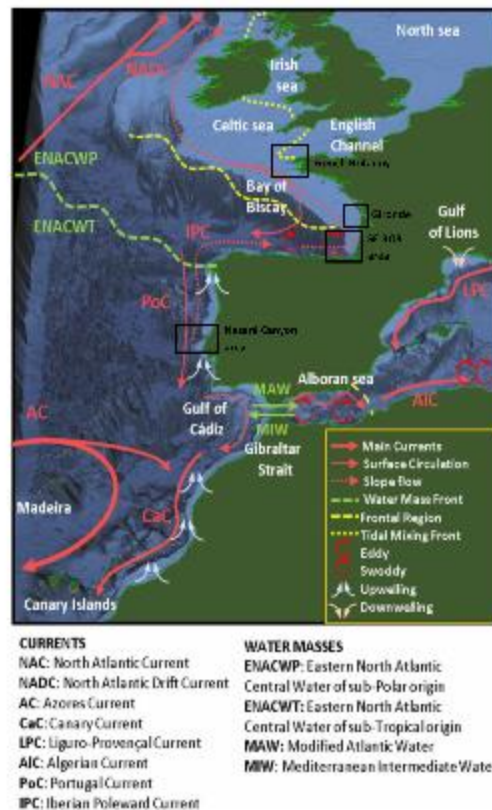 North sea
Irish
sea
NAC
NADC
Celtic sea
English
Channel
ENACWP
Bay of
Biscay
Gironde
Gulf
of Lions
ENACWT
IPC
LPC
PoC
MAW
Alboran sea
AC
Gulf of
Cádiz
MIW
AlC
Gibraltar
Strait
Madeira
CaC
Canary Islands
Main Currents
Surface Circulation
Slope flow
Water Mass Front
Frontal Region
Tidal Mixing Front
Eddy
Swoddy
Upwelling
Downwelling
CURRENTS
NAC: North Atlantic Current
NADC: North Atlantic Drift Current
AC: Azores Current
CaC: Canary Current
LPC: Liguro-Provençal Current
AlC: Algerian Current
PoC: Portugal Current
IPC: Iberian Poleward Current
WATER MASSES
ENACWP: Eastern North Atlantic
Central Water of sub-Polar origin
ENACWT: Eastern North Atlantic
Central Water of sub-Tropical origin
MAW: Modified Atlantic Water
MIW: Mediterranean Intermediate Wate